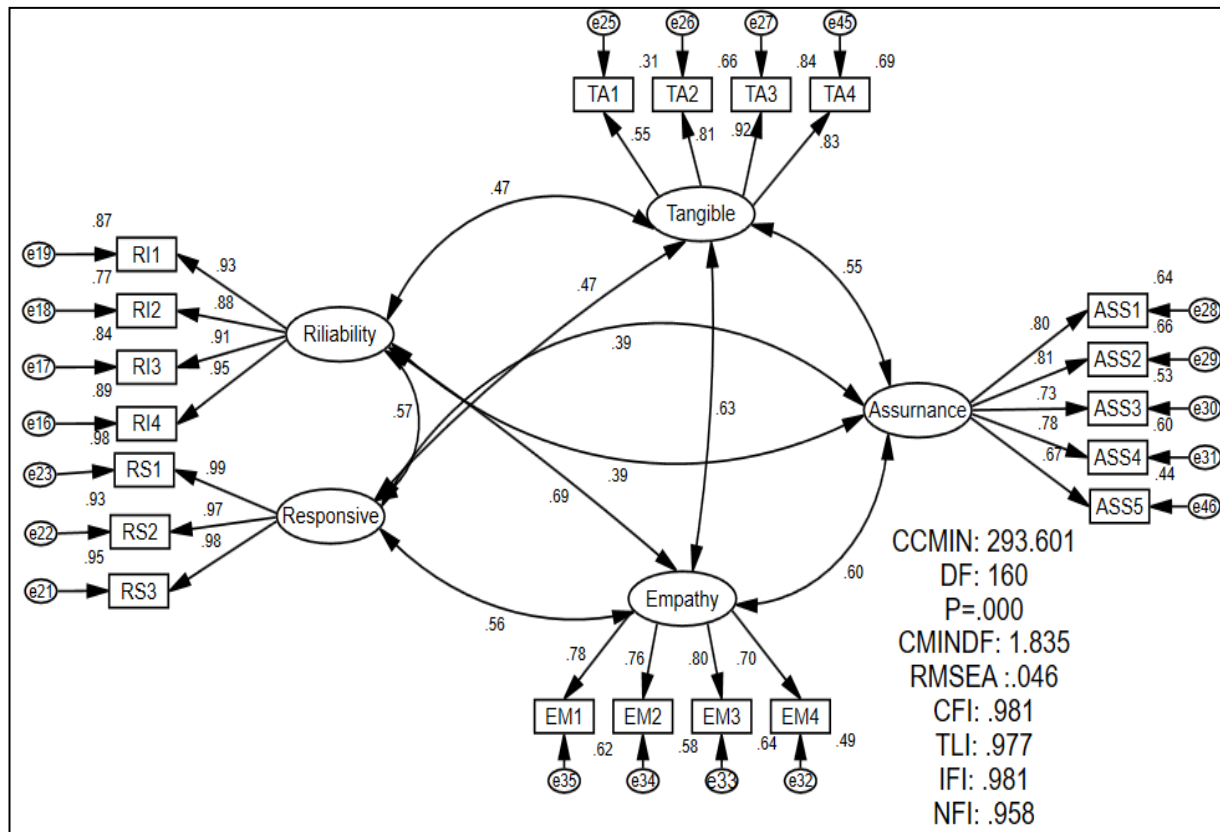 e25 e26 e27 e45
.31 .66 .84 .69
TA1 TA2 TA3 TA4
.55 .81 .92 .83
Tangible
.47
.87
e19 RI1 .93
.77
e18 RI2 .88
.84
e17 RI3 .91
.95
.89
e16 RI4
Riliability
.47
.55
.39
.57
.63
.39
.69
.98
e23 RS1 .99
.93
e22 RS2 .97
.98
.95
e21 RS3
Responsive
.56
.60
Assurnance
.64
.80 ASS1 e28
.66
.81 ASS2 e29
.53
.73 ASS3 e30
.60
.78 ASS4 e31
.67 .44
ASS5 e46
Empathy
.78 .76 .80 .70
EM1 EM2 EM3 EM4
.62 .58 .64 .49
e35 e34 e33 e32
CCMIN: 293.601
DF: 160
P=.000
CMINDF: 1.835
RMSEA :.046
CFI: .981
TLI: .977
IFI: .981
NFI: .958